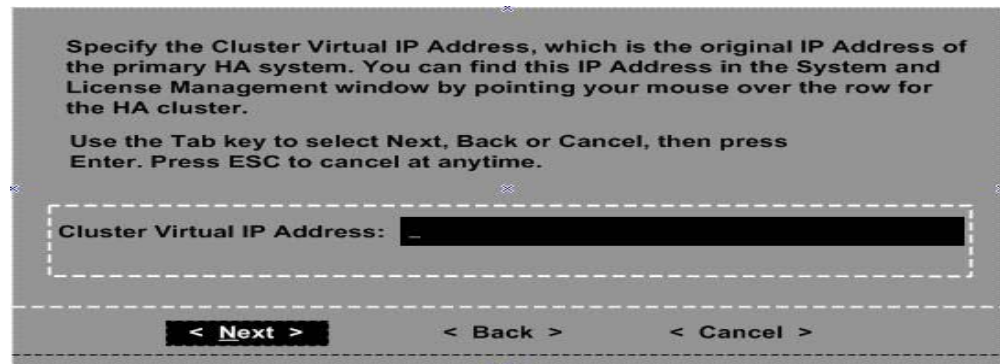 Specify the Cluster Virtual IP Address, which is the original IP Address of
the primary HA system. You can find this IP Address in the System and
License Management window by pointing your mouse over the row for
the HA cluster.
Use the Tab key to select Next, Back or Cancel, then press
Enter. Press ESC to cancel at anytime.
Cluster Virtual IP Address: _
< Next > < Back > < Cancel >